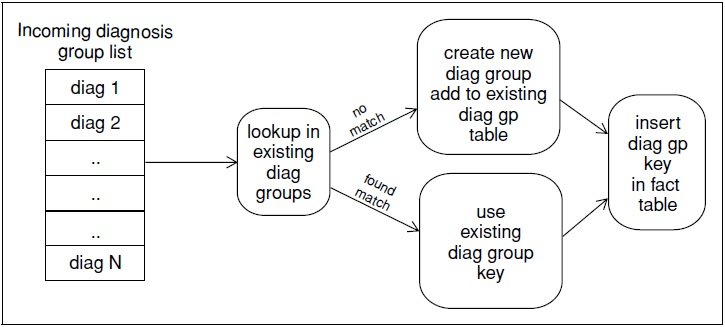 Incoming diagnosis
group list
diag 1
diag 2
..
..
..
diag N
lookup in
existing
diag
groups
no
match
found
match
create new
diag group
add to existing
diag gp
table
use
existing
diag group
key
insert
diag gp
key
in fact
table